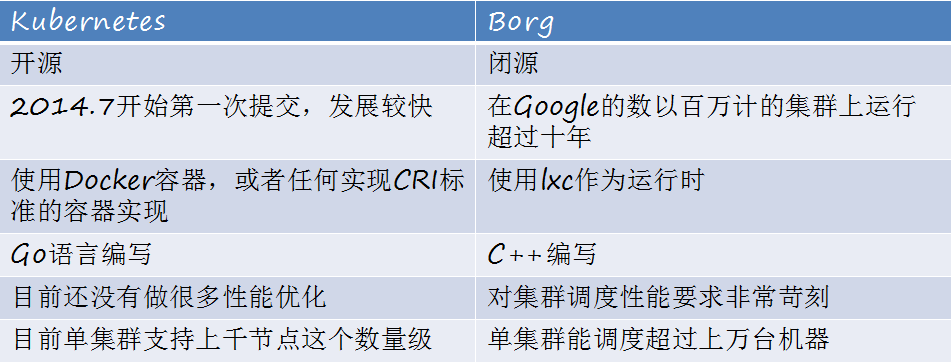 Kubernetes
Borg
开源
闭源
2014.7开始第一次提交，发展较快
在Google的数以百万计的集群上运行
超过十年
使用Docker容器，或者任何实现CRI标
准的容器实现
使用lxc作为运行时
Go语言编写
C++编写
目前还没有做很多性能优化
对集群调度性能要求非常苛刻
目前单集群支持上千节点这个数量级
单集群能调度超过上万台机器